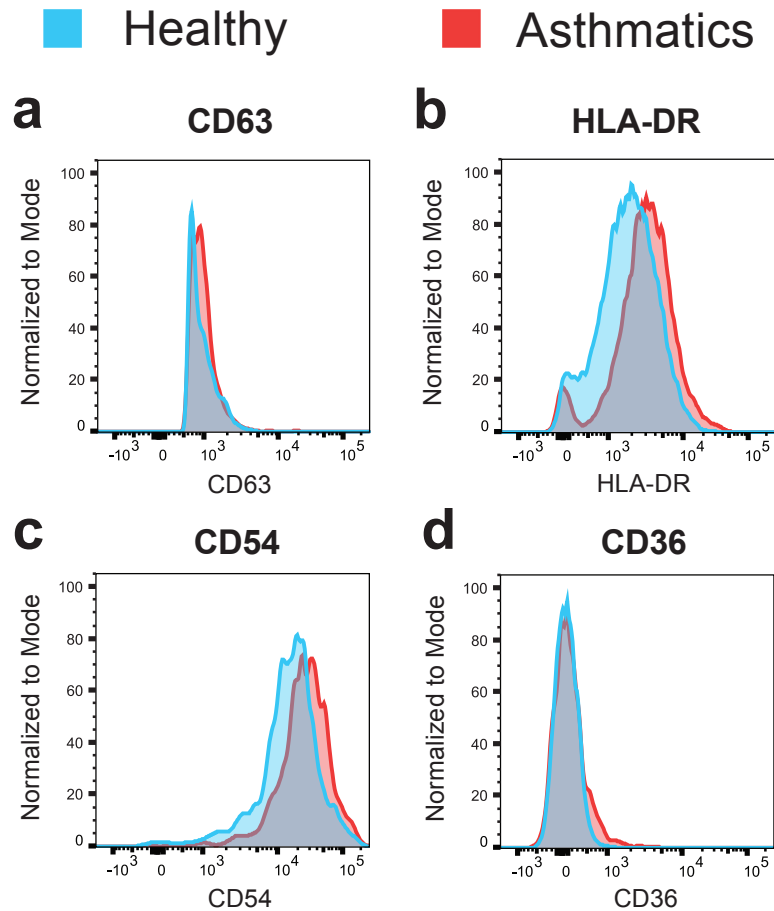 Healthy Asthmatics
a CD63
Normalized to Mode
100
80
60
40
20
0
-10³ 0 10³ 10⁴ 10⁵
CD63
b HLA-DR
Normalized to Mode
100
80
60
40
20
0
-10³ 0 10³ 10⁴ 10⁵
HLA-DR
c CD54
Normalized to Mode
100
80
60
40
20
0
-10³ 0 10³ 10⁴ 10⁵
CD54
d CD36
Normalized to Mode
100
80
60
40
20
0
-10³ 0 10³ 10⁴ 10⁵
CD36